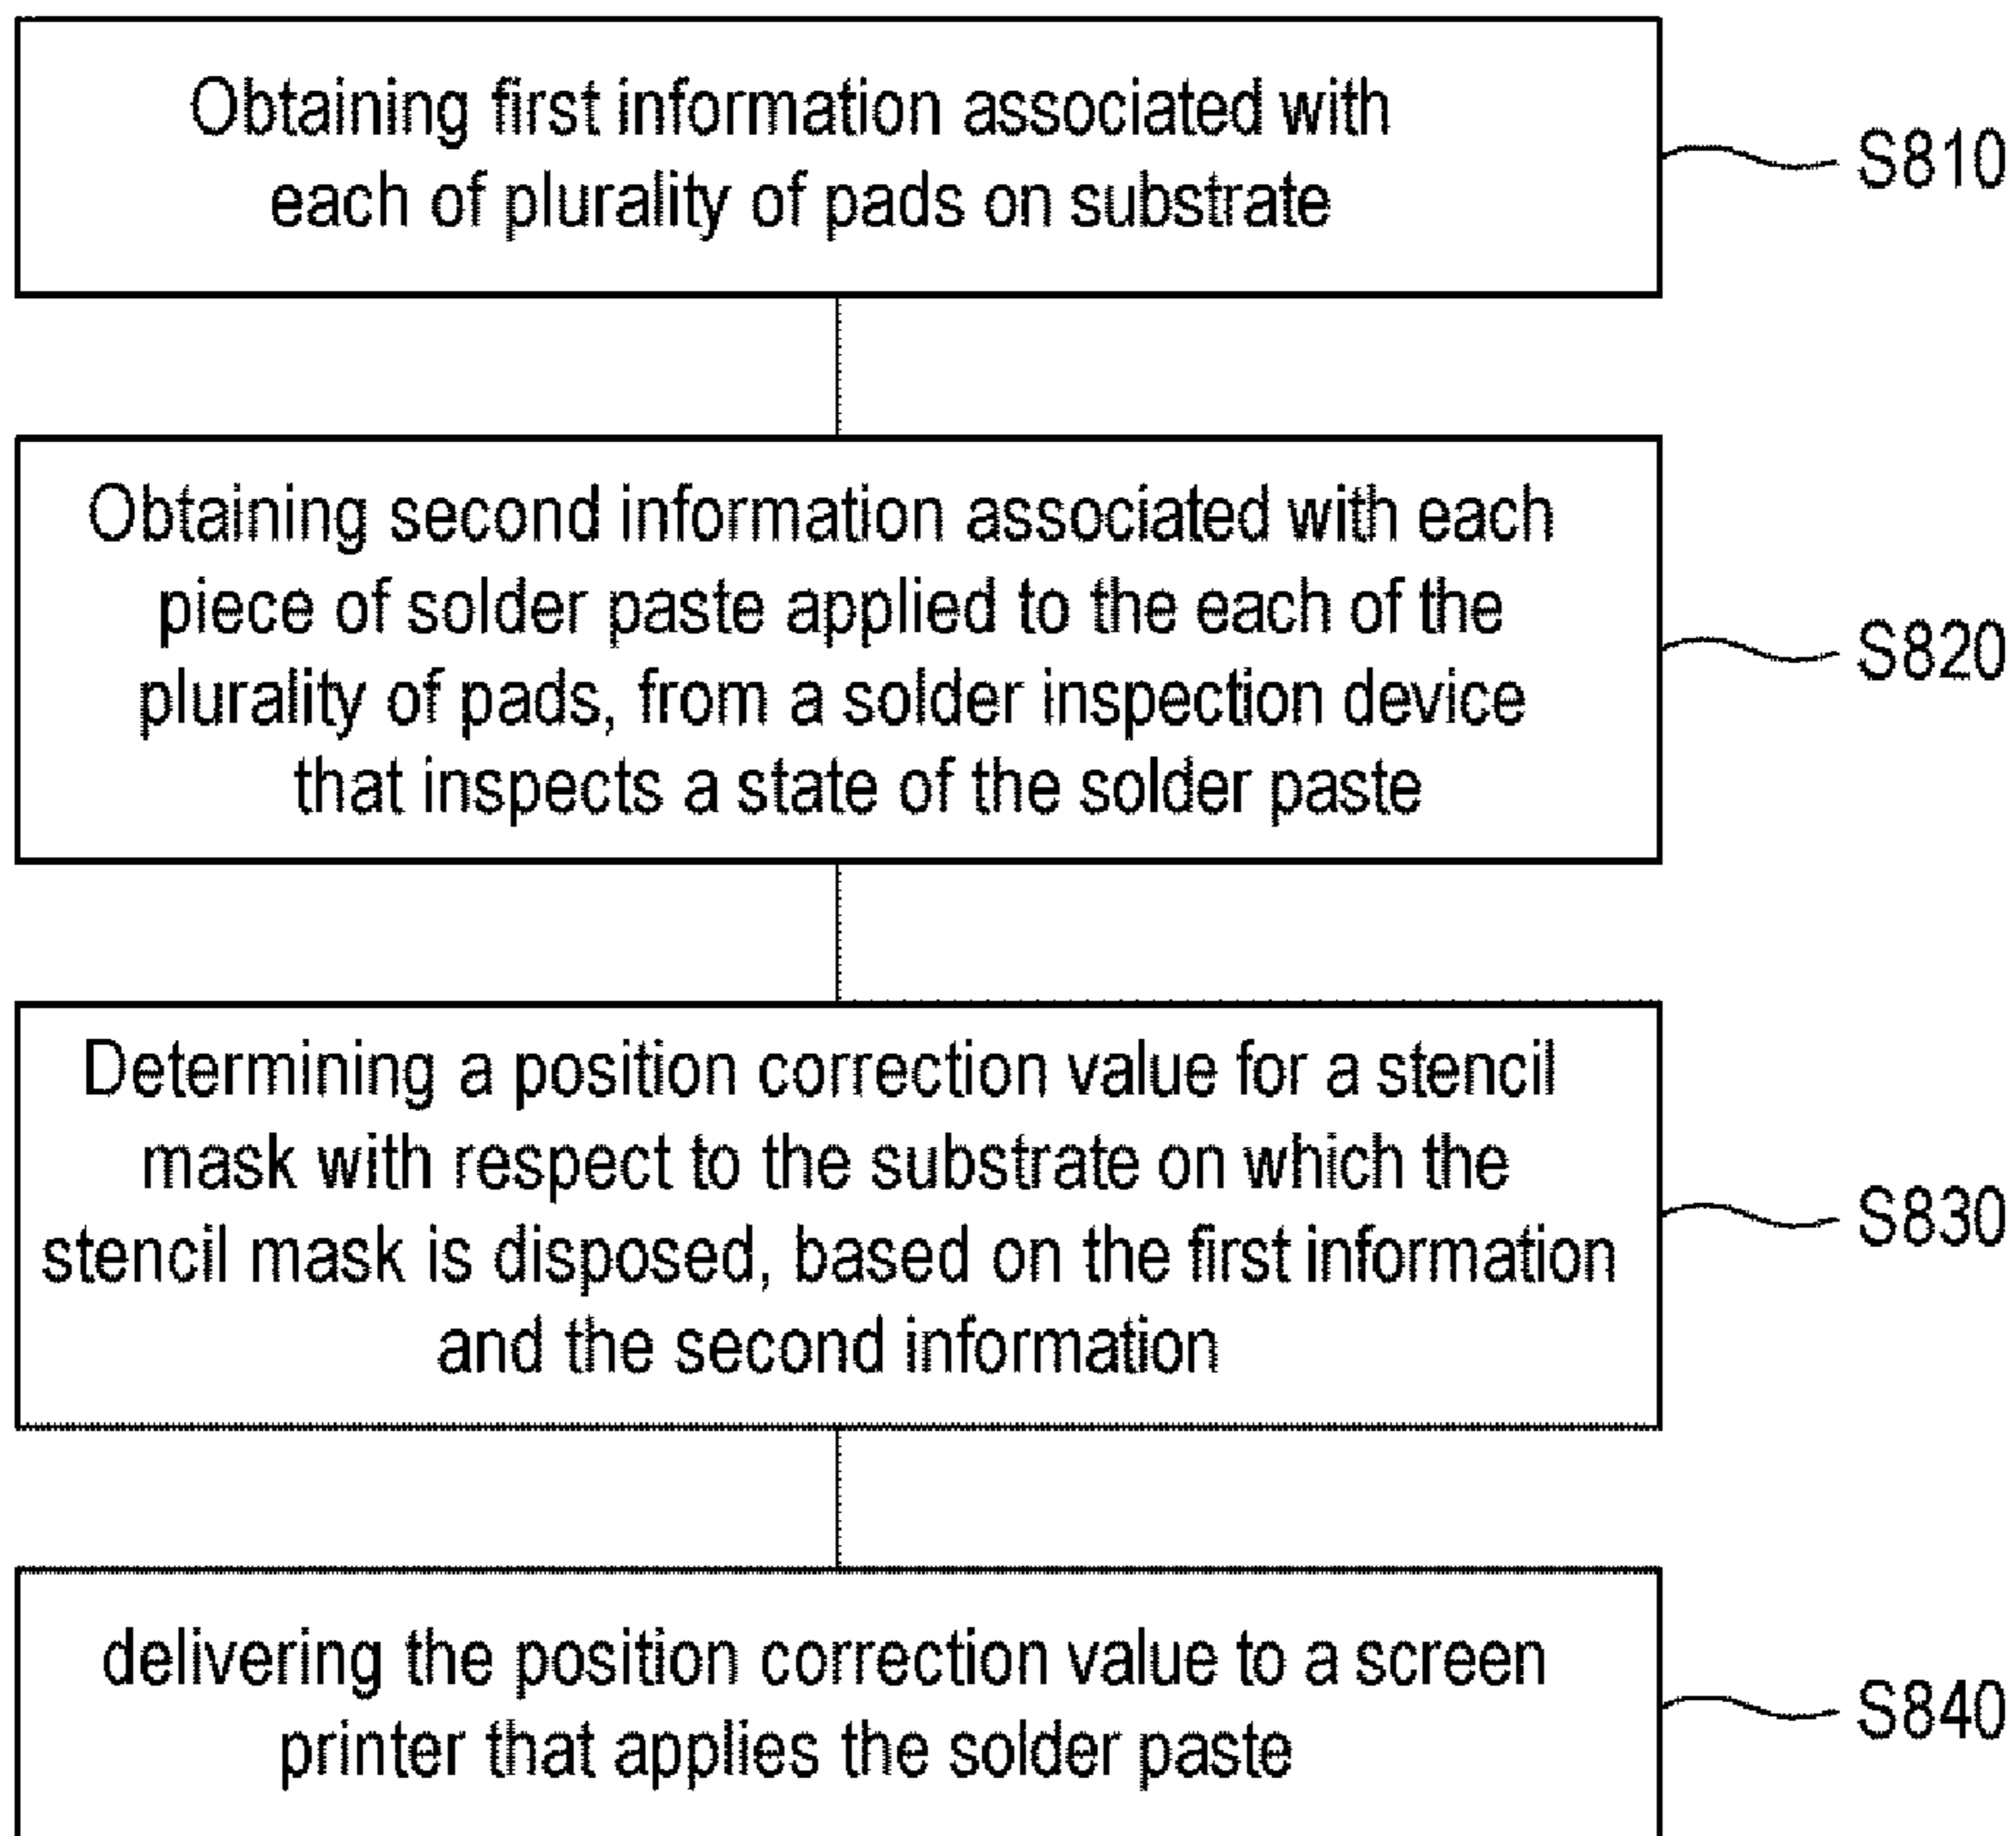 Obtaining first information associated with
each of plurality of pads on substrate
S810
Obtaining second information associated with each
piece of solder paste applied to the each of the
plurality of pads, from a solder inspection device
that inspects a state of the solder paste
S820
Determining a position correction value for a stencil
mask with respect to the substrate on which the
stencil mask is disposed, based on the first information
and the second information
S830
delivering the position correction value to a screen
printer that applies the solder paste
S840